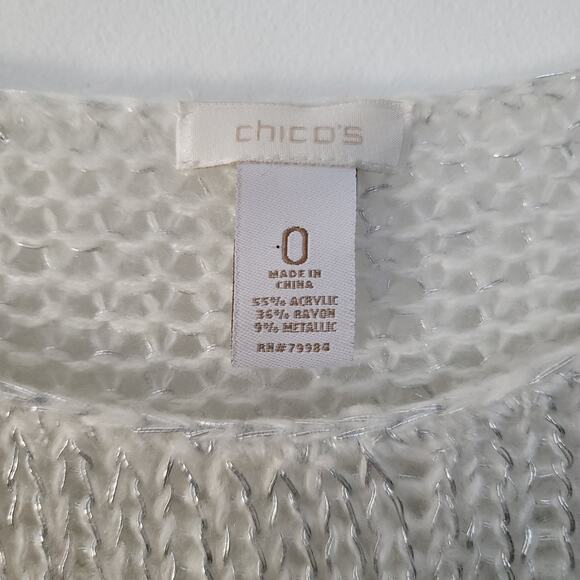 chico's
0
MADE IN
CHINA
55% ACRYLIC
36% RAYON
9% METALLIC
RN#79984